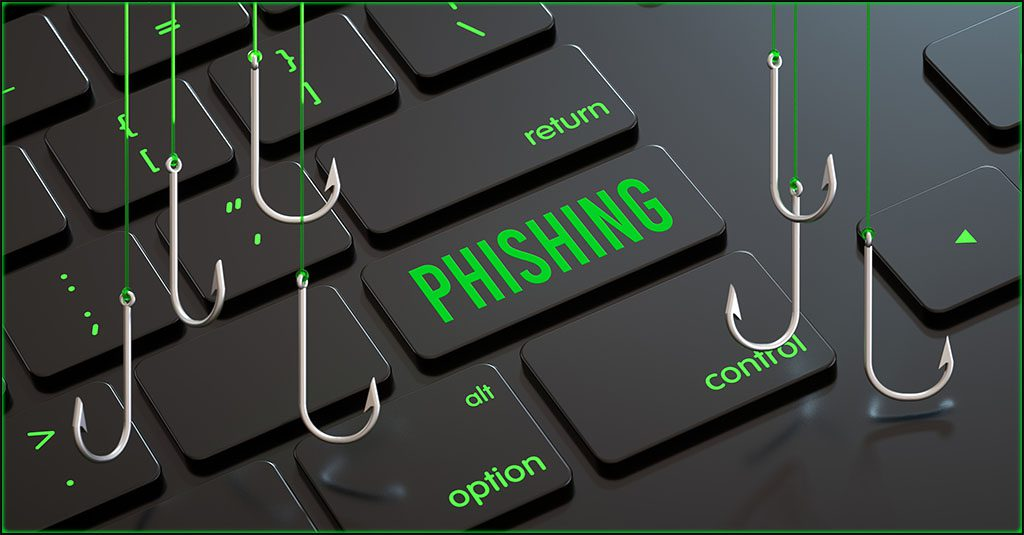 =
\
}
]
return
{
[
"
'
PHISHING
▲
:
;
control
alt
option
>
.